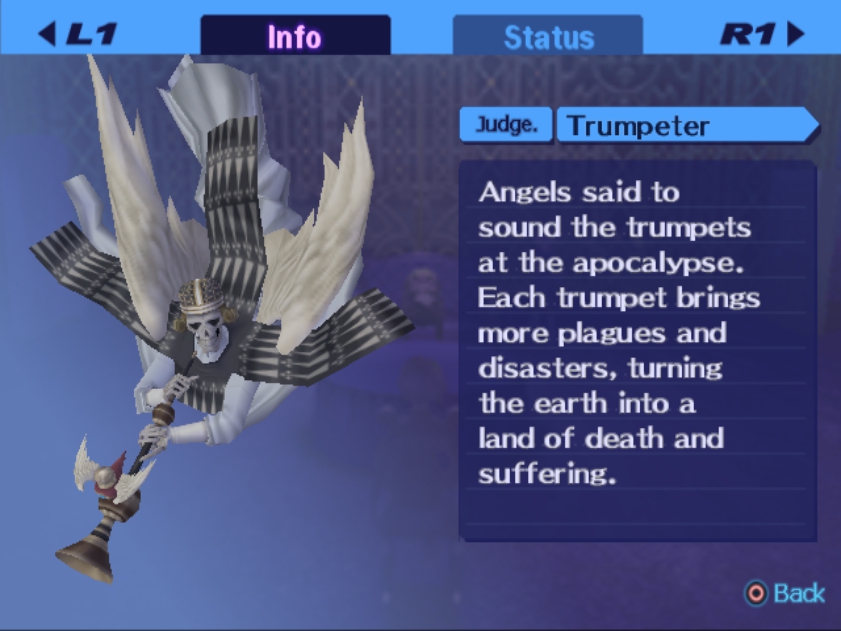 L1
Info
Status
R1
Judge.
Trumpeter
Angels said to
sound the trumpets
at the apocalypse.
Each trumpet brings
more plagues and
disasters, turning
the earth into a
land of death and
suffering.
Back